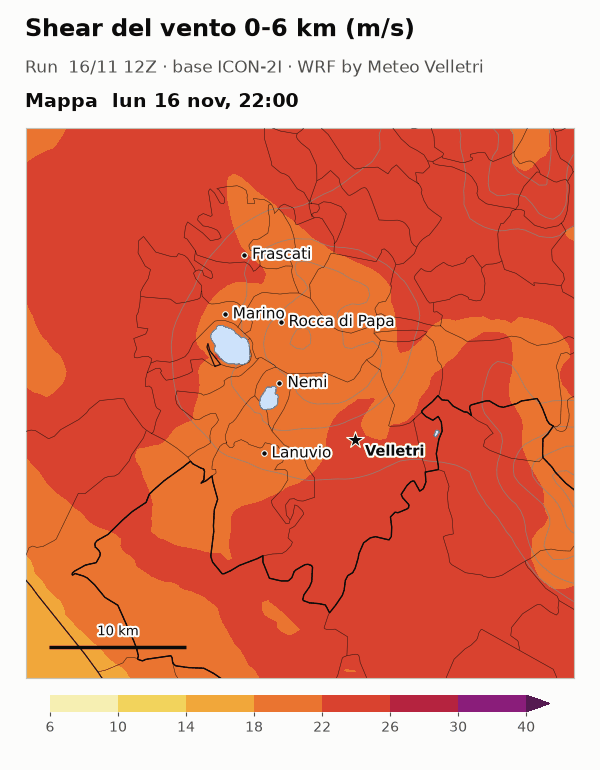 Shear del vento 0-6 km (m/s)
Run  16/11 12Z · base ICON-2I · WRF by Meteo Velletri
Mappa  lun 16 nov, 22:00
Frascati
Marino
Rocca di Papa
Nemi
Lanuvio
Velletri
10 km
6 10 14 18 22 26 30 40